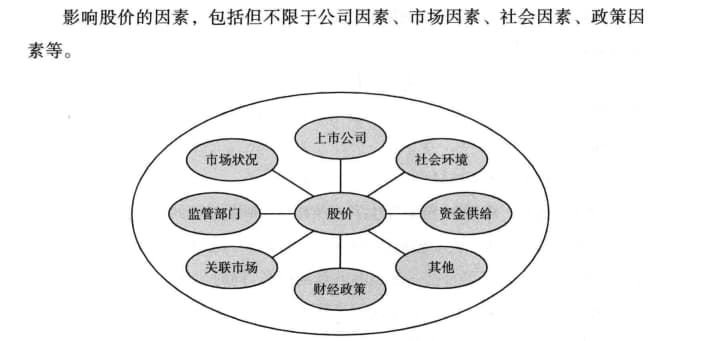 影响股价的因素，包括但不限于公司因素、市场因素、社会因素、政策因
素等。
上市公司
市场状况
社会环境
监管部门
股价
资金供给
关联市场
其他
财经政策